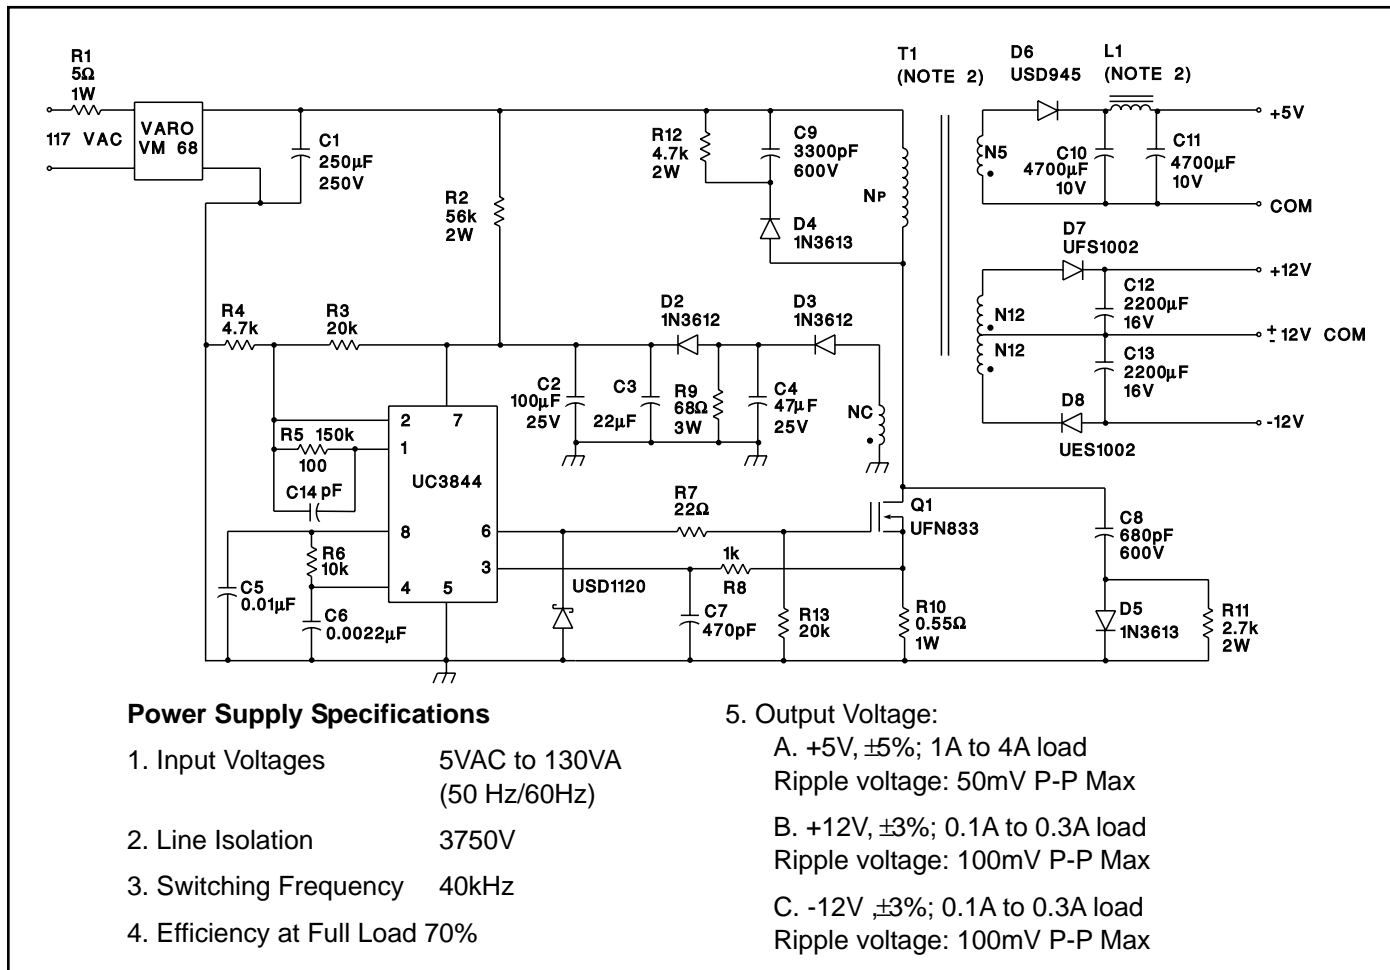 R1
5Ω
1W
117 VAC
VARO
VM 68
C1
250µF
250V
R2
56k
2W
R12
4.7k
2W
C9
3300pF
600V
D4
1N3613
NP
T1
(NOTE 2)
D6
USD945
L1
(NOTE 2)
N5
C10
4700µF
10V
C11
4700µF
10V
+5V
COM
D7
UFS1002
+12V
N12
N12
C12
2200µF
16V
± 12V COM
C13
2200µF
16V
D8
UES1002
-12V
R4
4.7k
R3
20k
D2
1N3612
D3
1N3612
C2
100µF
25V
C3
22µF
R9
68Ω
3W
C4
47µF
25V
NC
R5 150k
100
C14 pF
2
7
1
UC3844
8
6
3
4
5
R6
10k
C5
0.01µF
C6
0.0022µF
R7
22Ω
USD1120
1k
R8
C7
470pF
R13
20k
Q1
UFN833
R10
0.55Ω
1W
C8
680pF
600V
D5
1N3613
R11
2.7k
2W
Power Supply Specifications
1. Input Voltages 5VAC to 130VA
(50 Hz/60Hz)
2. Line Isolation 3750V
3. Switching Frequency 40kHz
4. Efficiency at Full Load 70%
5. Output Voltage:
A. +5V, ±5%; 1A to 4A load
Ripple voltage: 50mV P-P Max
B. +12V, ±3%; 0.1A to 0.3A load
Ripple voltage: 100mV P-P Max
C. -12V ,±3%; 0.1A to 0.3A load
Ripple voltage: 100mV P-P Max